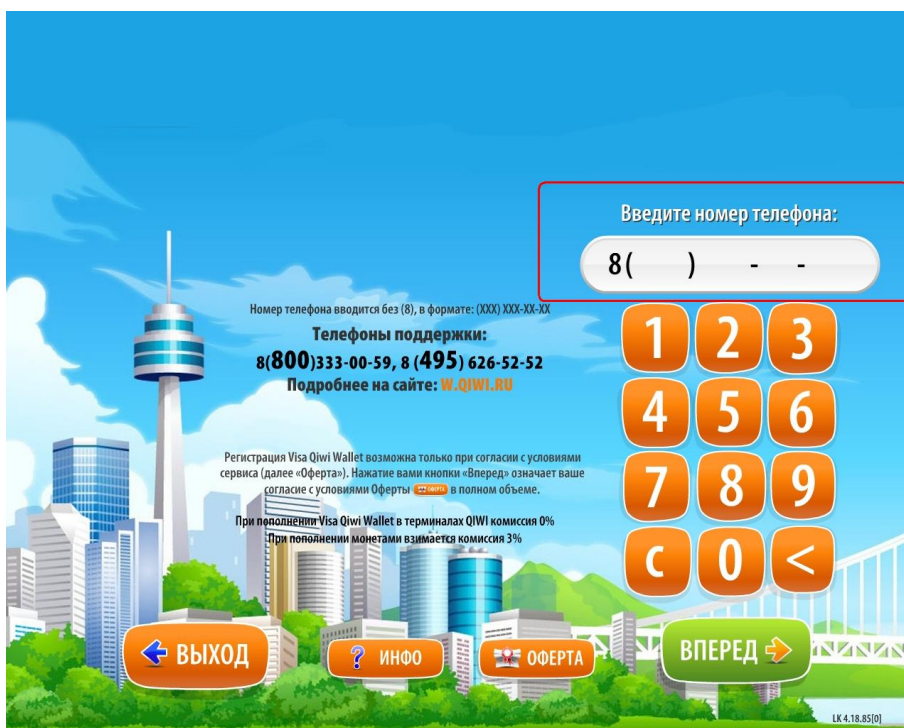 Введите номер телефона:
8( ) - -
Номер телефона вводится без (8), в формате: (XXX) XXX-XX-XX
Телефоны поддержки:
8(800)333-00-59, 8 (495) 626-52-52
Подробнее на сайте: W.QIWI.RU
1 2 3
4 5 6
7 8 9
C 0 <
Регистрация Visa Qiwi Wallet возможна только при согласии с условиями
сервиса (далее «Оферта»). Нажатие вами кнопки «Вперед» означает ваше
согласие с условиями Оферты ОФЕРТА в полном объеме.
При пополнении Visa Qiwi Wallet в терминалах QIWI комиссия 0%
При пополнении монетами взимается комиссия 3%
ВЫХОД
? ИНФО
ОФЕРТА
ВПЕРЕД
LK 4.18.85[0]